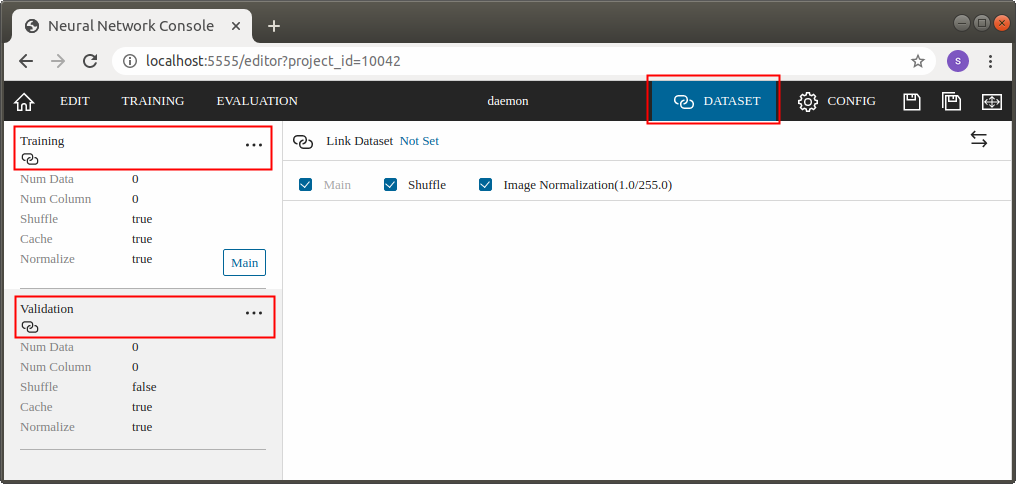 Neural Network Console
localhost:5555/editor?project_id=10042
S
EDIT TRAINING EVALUATION daemon DATASET CONFIG
Training
Num Data 0
Num Column 0
Shuffle true
Cache true
Normalize true
Main
Validation
Num Data 0
Num Column 0
Shuffle false
Cache true
Normalize true
Link Dataset Not Set
Main Shuffle Image Normalization(1.0/255.0)